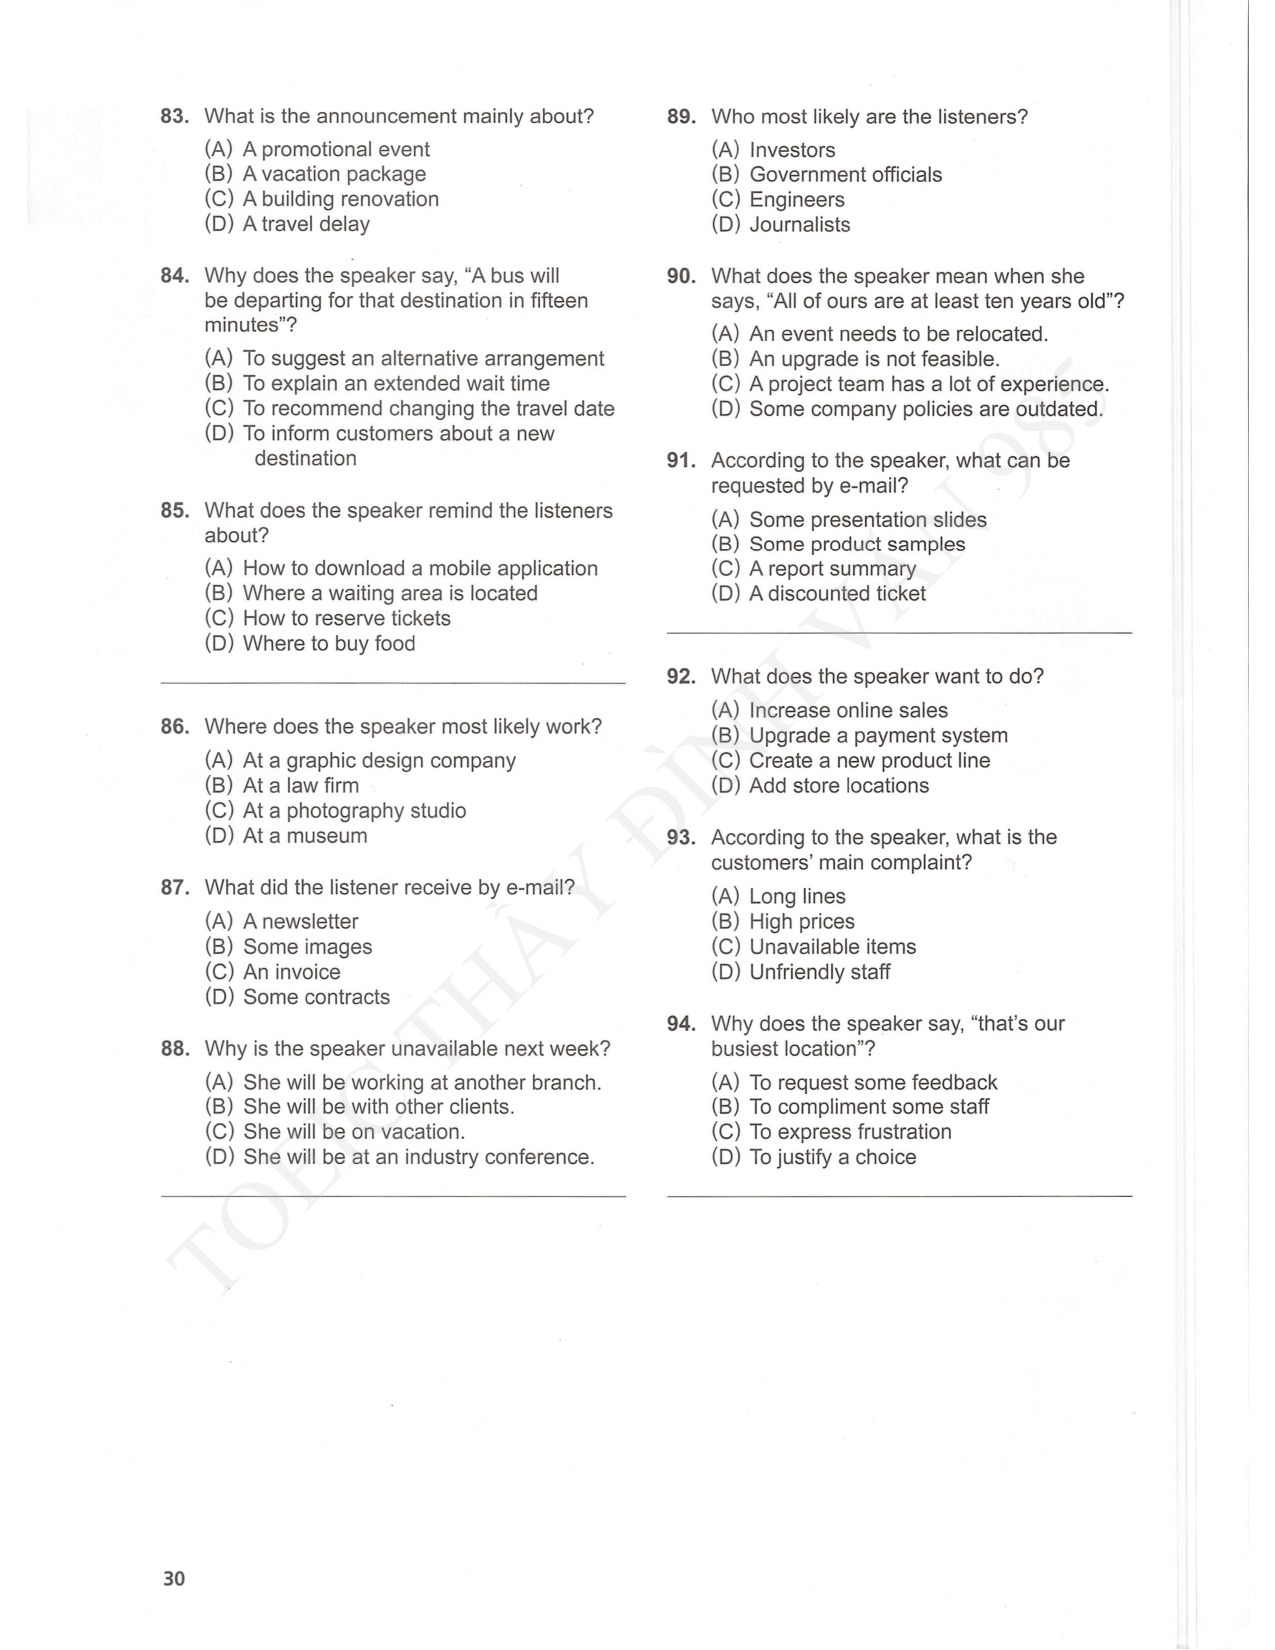 83. What is the announcement mainly about?
(A) A promotional event
(B) A vacation package
(C) A building renovation
(D) A travel delay
84. Why does the speaker say, “A bus will
be departing for that destination in fifteen
minutes”?
(A) To suggest an alternative arrangement
(B) To explain an extended wait time
(C) To recommend changing the travel date
(D) To inform customers about a new
destination
85. What does the speaker remind the listeners
about?
(A) How to download a mobile application
(B) Where a waiting area is located
(C) How to reserve tickets
(D) Where to buy food
86. Where does the speaker most likely work?
(A) At a graphic design company
(B) At a law firm
(C) At a photography studio
(D) At a museum
87. What did the listener receive by e-mail?
(A) A newsletter
(B) Some images
(C) An invoice
(D) Some contracts
88. Why is the speaker unavailable next week?
(A) She will be working at another branch.
(B) She will be with other clients.
(C) She will be on vacation.
(D) She will be at an industry conference.
89. Who most likely are the listeners?
(A) Investors
(B) Government officials
(C) Engineers
(D) Journalists
90. What does the speaker mean when she
says, “All of ours are at least ten years old”?
(A) An event needs to be relocated.
(B) An upgrade is not feasible.
(C) A project team has a lot of experience.
(D) Some company policies are outdated.
91. According to the speaker, what can be
requested by e-mail?
(A) Some presentation slides
(B) Some product samples
(C) A report summary
(D) A discounted ticket
92. What does the speaker want to do?
(A) Increase online sales
(B) Upgrade a payment system
(C) Create a new product line
(D) Add store locations
93. According to the speaker, what is the
customers’ main complaint?
(A) Long lines
(B) High prices
(C) Unavailable items
(D) Unfriendly staff
94. Why does the speaker say, “that’s our
busiest location”?
(A) To request some feedback
(B) To compliment some staff
(C) To express frustration
(D) To justify a choice
TOEIC THẦY ĐÌNH VĂN 985
30